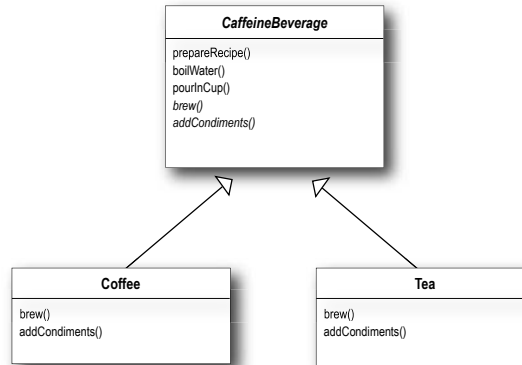 CaffeineBeverage
prepareRecipe()
boilWater()
pourInCup()
brew()
addCondiments()
Coffee
brew()
addCondiments()
Tea
brew()
addCondiments()